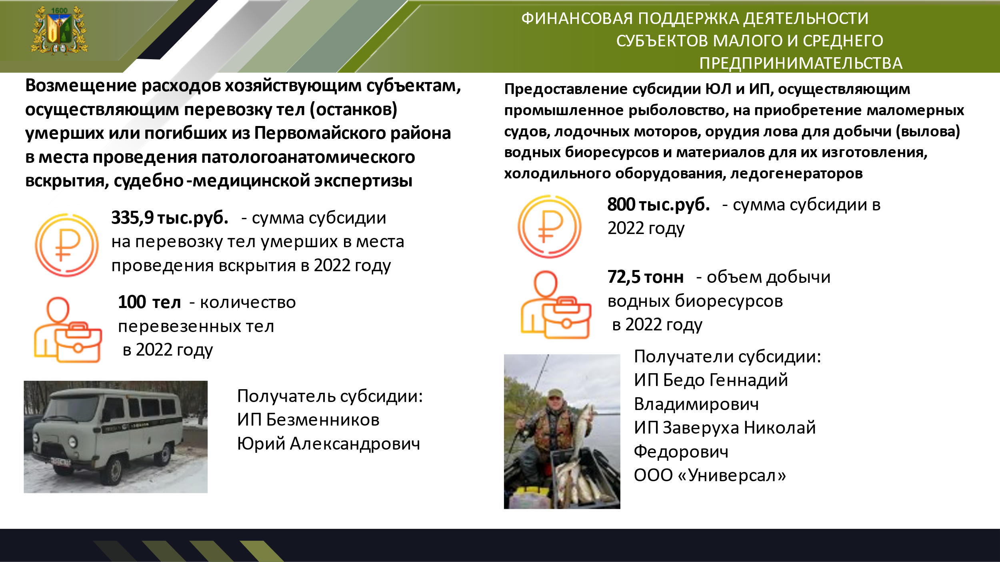 1600
ФИНАНСОВАЯ ПОДДЕРЖКА ДЕЯТЕЛЬНОСТИ
СУБЪЕКТОВ МАЛОГО И СРЕДНЕГО
ПРЕДПРИНИМАТЕЛЬСТВА
Возмещение расходов хозяйствующим субъектам,
осуществляющим перевозку тел (останков)
умерших или погибших из Первомайского района
в места проведения патологоанатомического
вскрытия, судебно-медицинской экспертизы
335,9 тыс.руб. - сумма субсидии
на перевозку тел умерших в места
проведения вскрытия в 2022 году
100 тел - количество
перевезенных тел
в 2022 году
Получатель субсидии:
ИП Безменников
Юрий Александрович
Предоставление субсидии ЮЛ и ИП, осуществляющим
промышленное рыболовство, на приобретение маломерных
судов, лодочных моторов, орудия лова для добычи (вылова)
водных биоресурсов и материалов для их изготовления,
холодильного оборудования, ледогенераторов
800 тыс.руб. - сумма субсидии в
2022 году
72,5 тонн - объем добычи
водных биоресурсов
в 2022 году
Получатели субсидии:
ИП Бедо Геннадий
Владимирович
ИП Заверуха Николай
Федорович
ООО «Универсал»